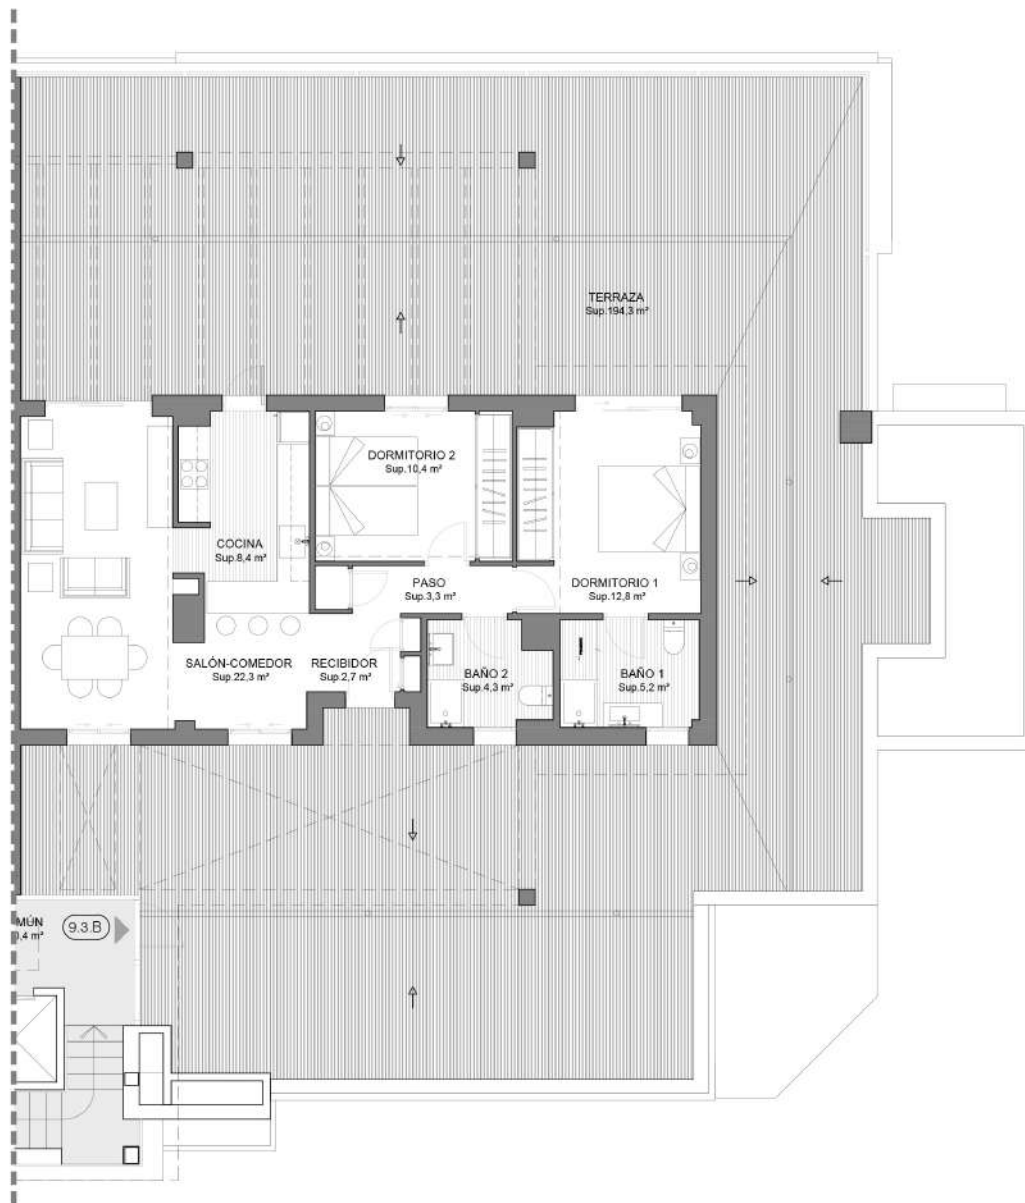 TERRAZA
Sup.194,3 m²
DORMITORIO 2
Sup.10,4 m²
COCINA
Sup.8,4 m²
PASO
Sup.3,3 m²
DORMITORIO 1
Sup.12,8 m²
SALÓN-COMEDOR
Sup.22,3 m²
RECIBIDOR
Sup.2,7 m²
BAÑO 2
Sup.4,3 m²
BAÑO 1
Sup.5,2 m²
MÚN
,4 m²
9.3.B